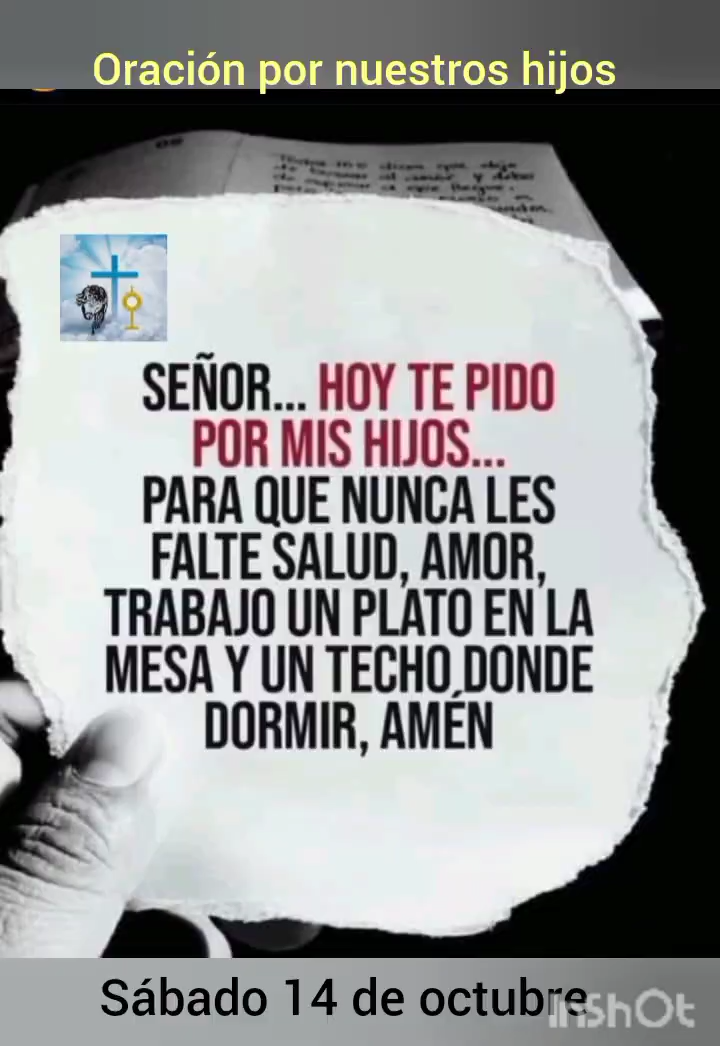 Oración por nuestros hijos
SEÑOR... HOY TE PIDO
POR MIS HIJOS...
PARA QUE NUNCA LES
FALTE SALUD, AMOR,
TRABAJO UN PLATO EN LA
MESA Y UN TECHO DONDE
DORMIR, AMÉN
Sábado 14 de octubre
InshOt